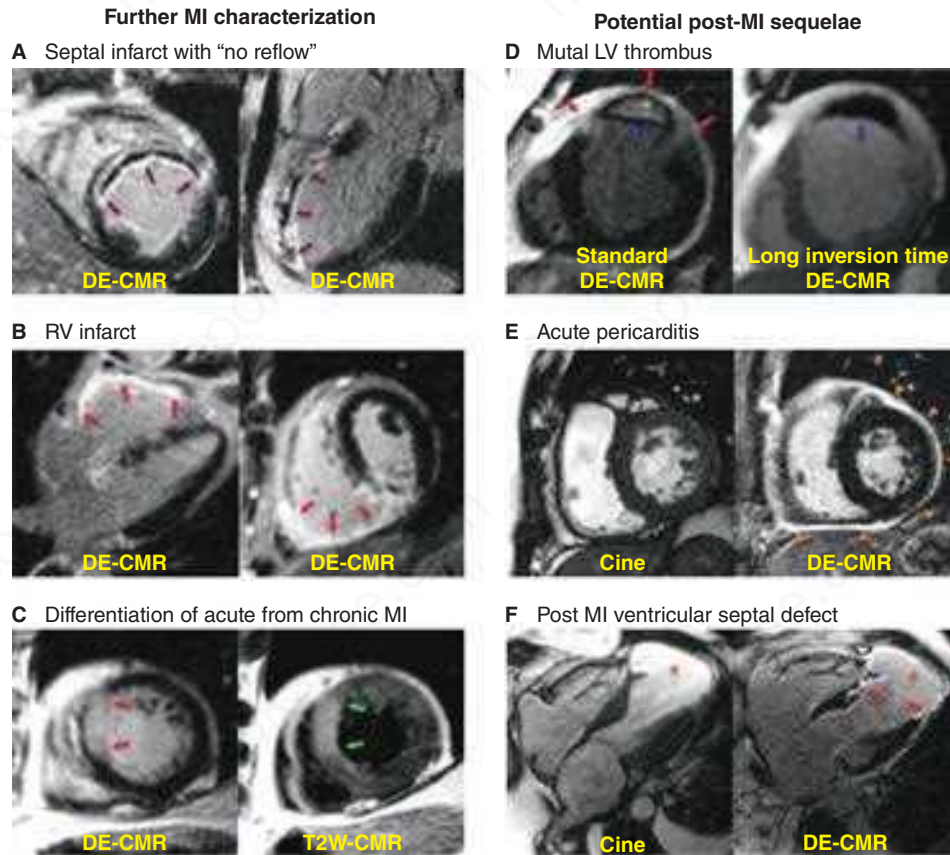 Further MI characterization
A Septal infarct with “no reflow”
DE-CMR
DE-CMR
B RV infarct
DE-CMR
DE-CMR
C Differentiation of acute from chronic MI
DE-CMR
T2W-CMR
Potential post-MI sequelae
D Mutal LV thrombus
Standard
DE-CMR
Long inversion time
DE-CMR
E Acute pericarditis
Cine
DE-CMR
F Post MI ventricular septal defect
Cine
DE-CMR